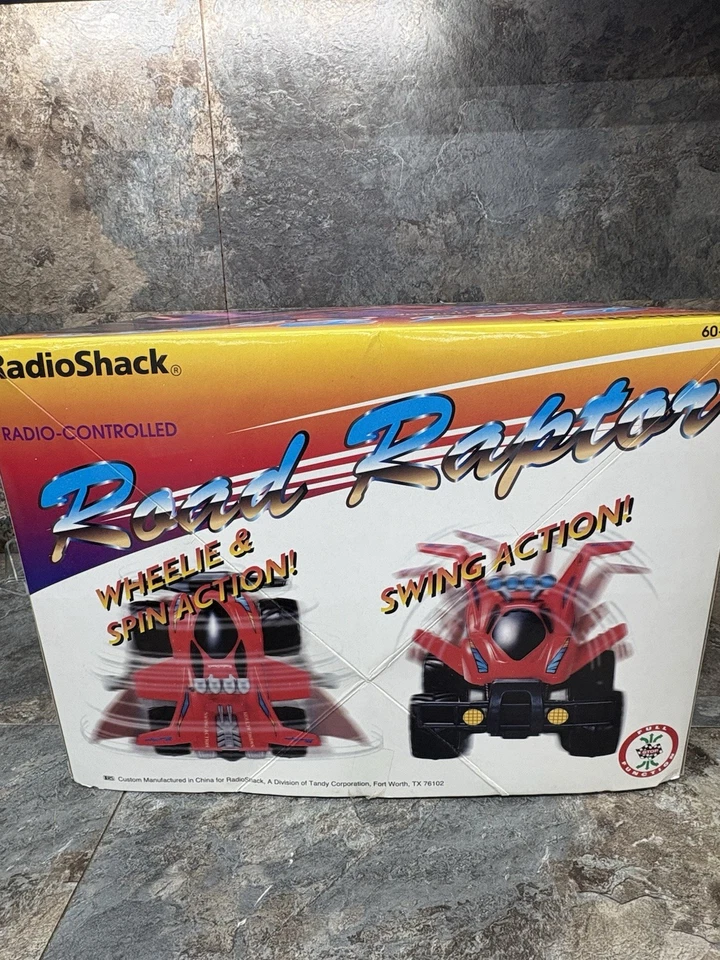 RadioShack®
60-
RADIO-CONTROLLED
Road Raptor
WHEELIE &
SPIN ACTION!
SWING ACTION!
FULL
FUNCTION
Custom Manufactured in China for RadioShack, A Division of Tandy Corporation, Fort Worth, TX 76102